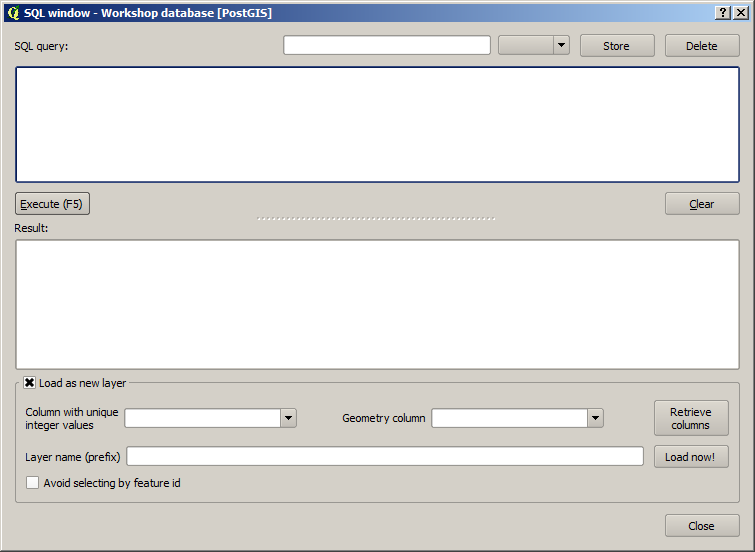 SQL window - Workshop database [PostGIS]
SQL query:
Store
Delete
Execute (F5)
Clear
Result:
Load as new layer
Column with unique
integer values
Geometry column
Retrieve
columns
Layer name (prefix)
Load now!
Avoid selecting by feature id
Close